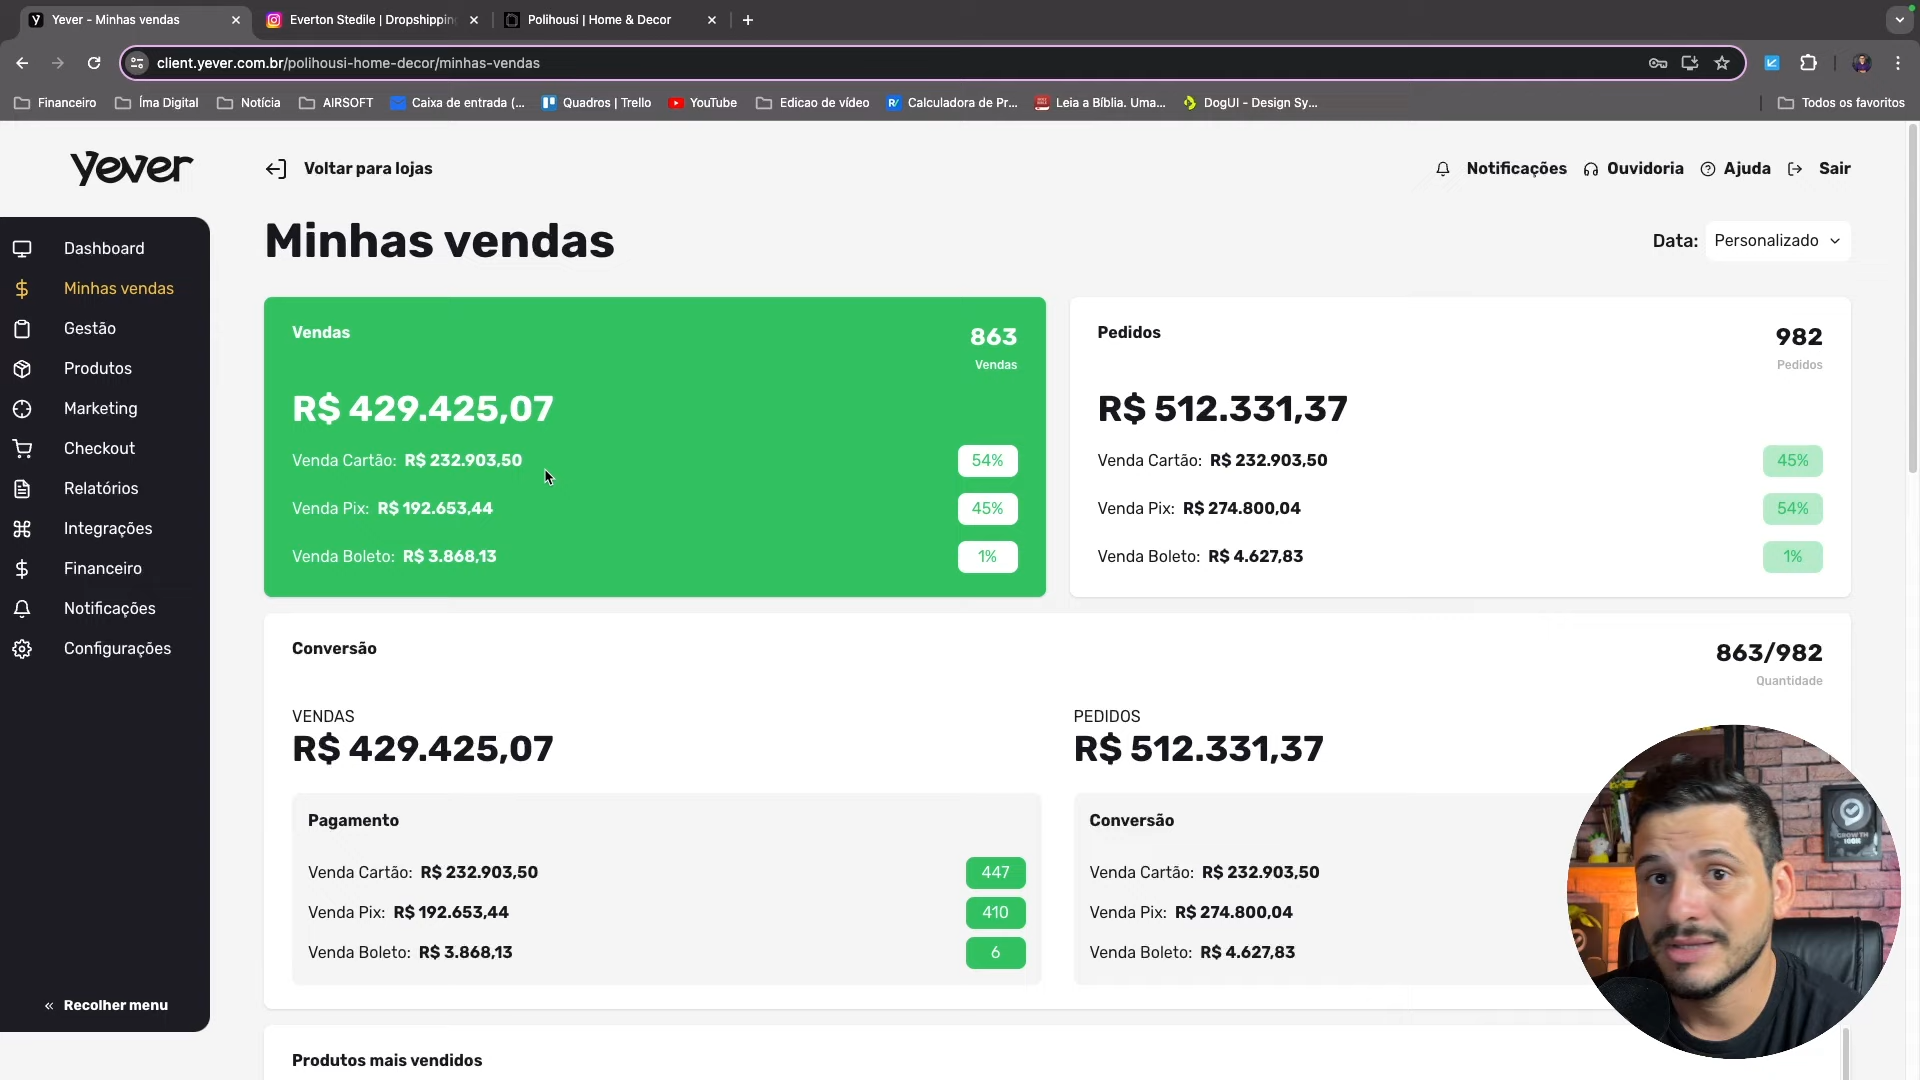 Yever - Minhas vendas
Everton Stedile | Dropshipping
Polihousi | Home & Decor
client.yever.com.br/polihousi-home-decor/minhas-vendas
Financeiro
Íma Digital
Notícia
AIRSOFT
Caixa de entrada (...
Quadros | Trello
YouTube
Edicao de vídeo
R/
Calculadora de Pr...
Leia a Bíblia. Uma...
DogUI - Design Sy...
Todos os favoritos
Yever
Voltar para lojas
Notificações
Ouvidoria
Ajuda
Sair
Minhas vendas
Data:
Personalizado
Dashboard
Minhas vendas
Gestão
Produtos
Marketing
Checkout
Relatórios
Integrações
Financeiro
Notificações
Configurações
Recolher menu
Vendas
863
Vendas
R$ 429.425,07
Venda Cartão: R$ 232.903,50
54%
Venda Pix: R$ 192.653,44
45%
Venda Boleto: R$ 3.868,13
1%
Pedidos
982
Pedidos
R$ 512.331,37
Venda Cartão: R$ 232.903,50
45%
Venda Pix: R$ 274.800,04
54%
Venda Boleto: R$ 4.627,83
1%
Conversão
863/982
Quantidade
VENDAS
R$ 429.425,07
PEDIDOS
R$ 512.331,37
Pagamento
Venda Cartão: R$ 232.903,50
447
Venda Pix: R$ 192.653,44
410
Venda Boleto: R$ 3.868,13
6
Conversão
Venda Cartão: R$ 232.903,50
Venda Pix: R$ 274.800,04
Venda Boleto: R$ 4.627,83
GROWTH
100K
Produtos mais vendidos